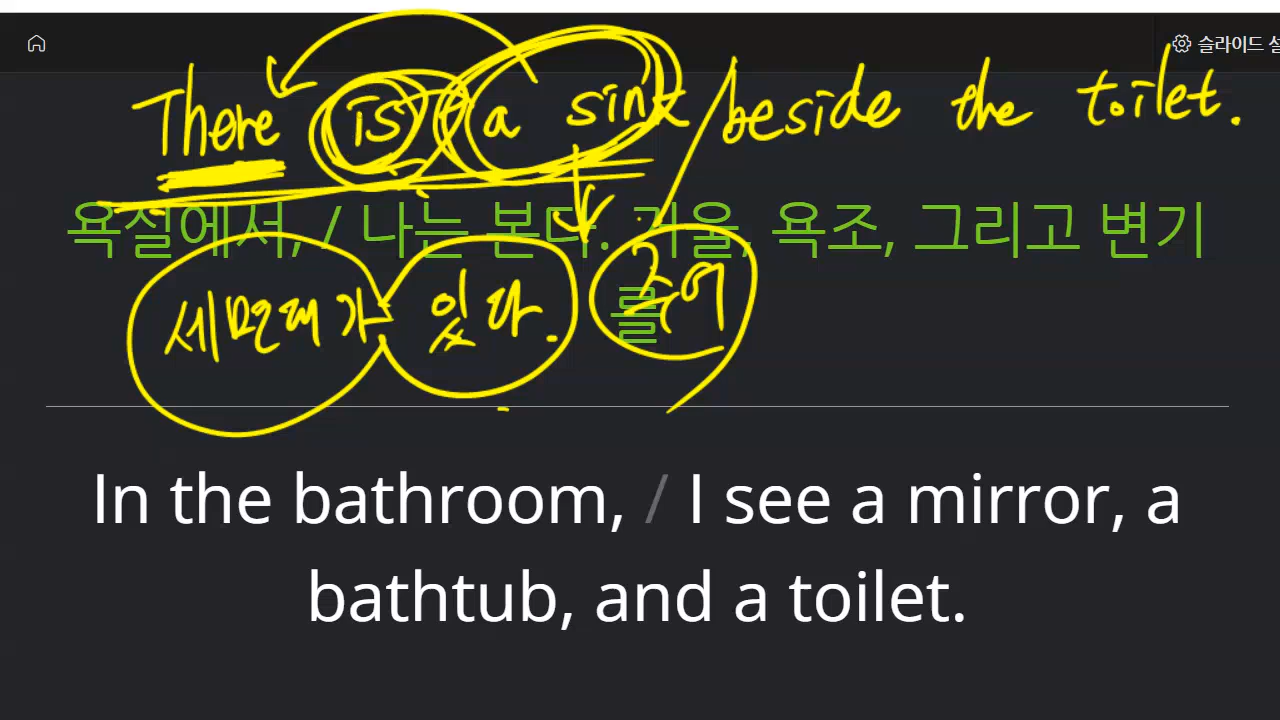 슬라이드 설
There is a sink / beside the toilet.
욕실에서, / 나는 본다. 거울, 욕조, 그리고 변기
를
세면대가 있다. 주어
In the bathroom, / I see a mirror, a
bathtub, and a toilet.